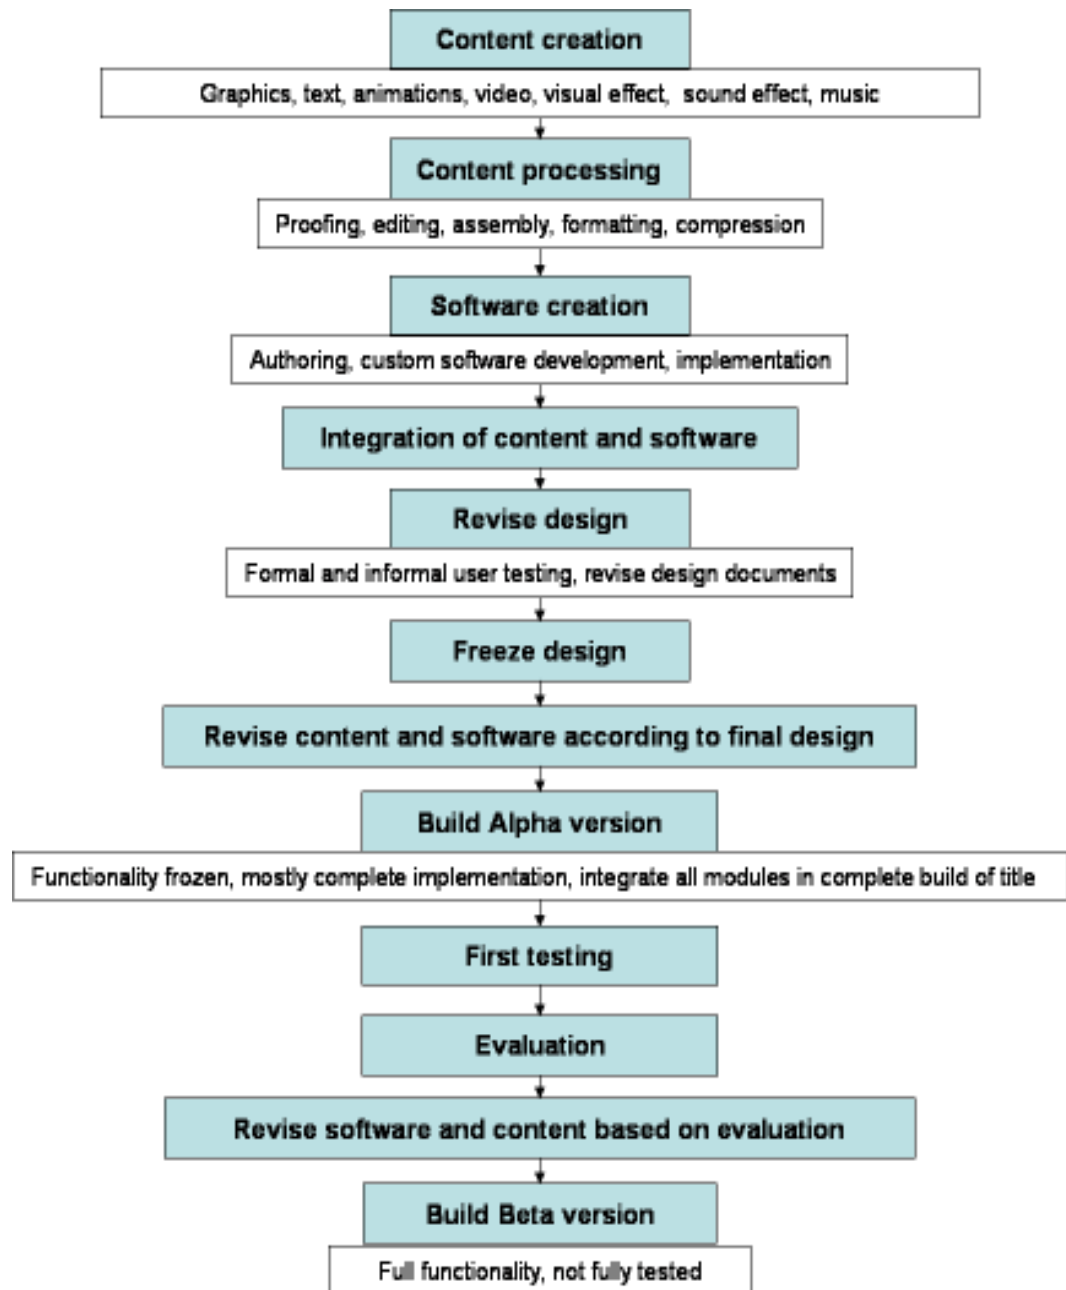 Content creation
Graphics, text, animations, video, visual effect, sound effect, music
Content processing
Proofing, editing, assembly, formatting, compression
Software creation
Authoring, custom software development, implementation
Integration of content and software
Revise design
Formal and informal user testing, revise design documents
Freeze design
Revise content and software according to final design
Build Alpha version
Functionality frozen, mostly complete implementation, integrate all modules in complete build of title
First testing
Evaluation
Revise software and content based on evaluation
Build Beta version
Full functionality, not fully tested